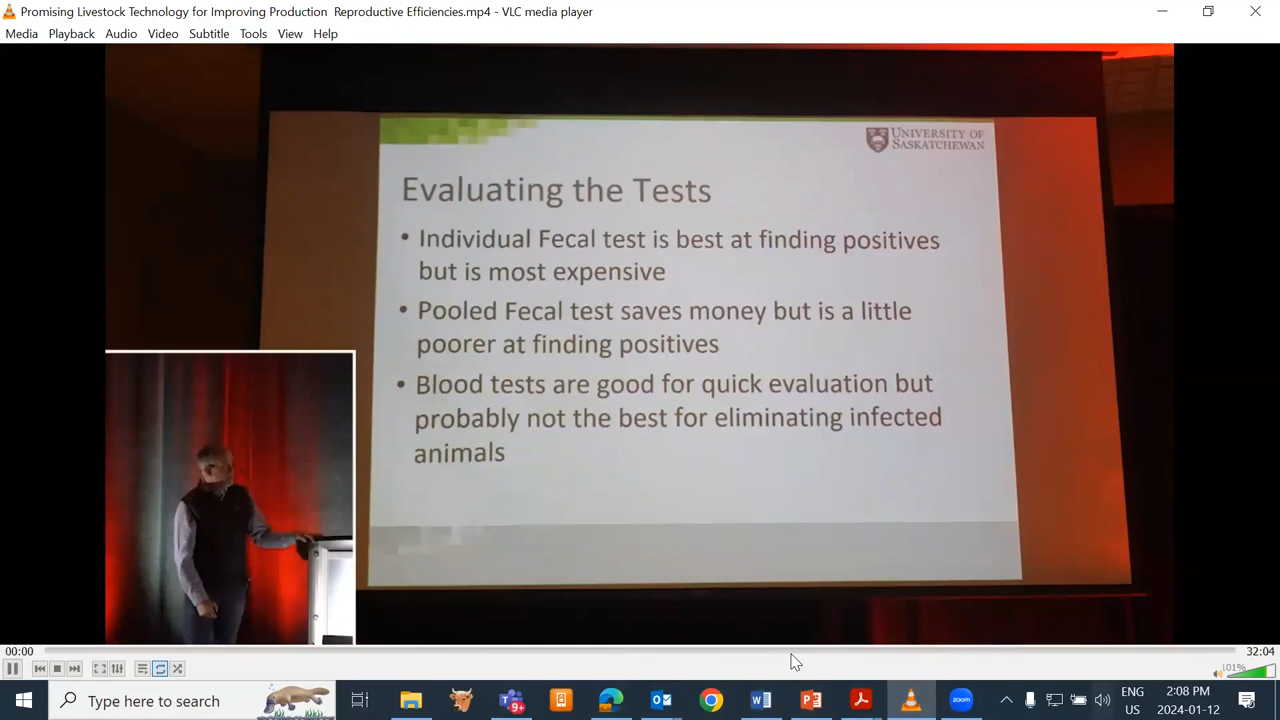 Promising Livestock Technology for Improving Production  Reproductive Efficiencies.mp4 - VLC media player
Media Playback Audio Video Subtitle Tools View Help
UNIVERSITY OF
SASKATCHEWAN
Evaluating the Tests
• Individual Fecal test is best at finding positives
but is most expensive
• Pooled Fecal test saves money but is a little
poorer at finding positives
• Blood tests are good for quick evaluation but
probably not the best for eliminating infected
animals
00:00
32:04
101%
Type here to search
9+
ENG
US
2:08 PM
2024-01-12